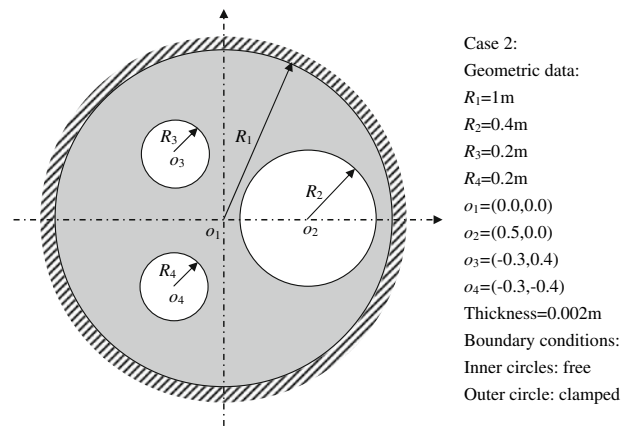 R₃
o₃
R₁
R₂
o₁
o₂
R₄
o₄
Case 2:
Geometric data:
R₁=1m
R₂=0.4m
R₃=0.2m
R₄=0.2m
o₁=(0.0,0.0)
o₂=(0.5,0.0)
o₃=(-0.3,0.4)
o₄=(-0.3,-0.4)
Thickness=0.002m
Boundary conditions:
Inner circles: free
Outer circle: clamped